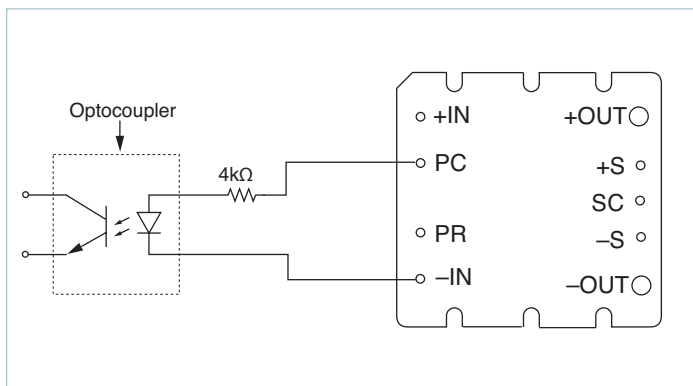 Optocoupler
4kΩ
+IN
PC
PR
–IN
+OUT
+S
SC
–S
–OUT